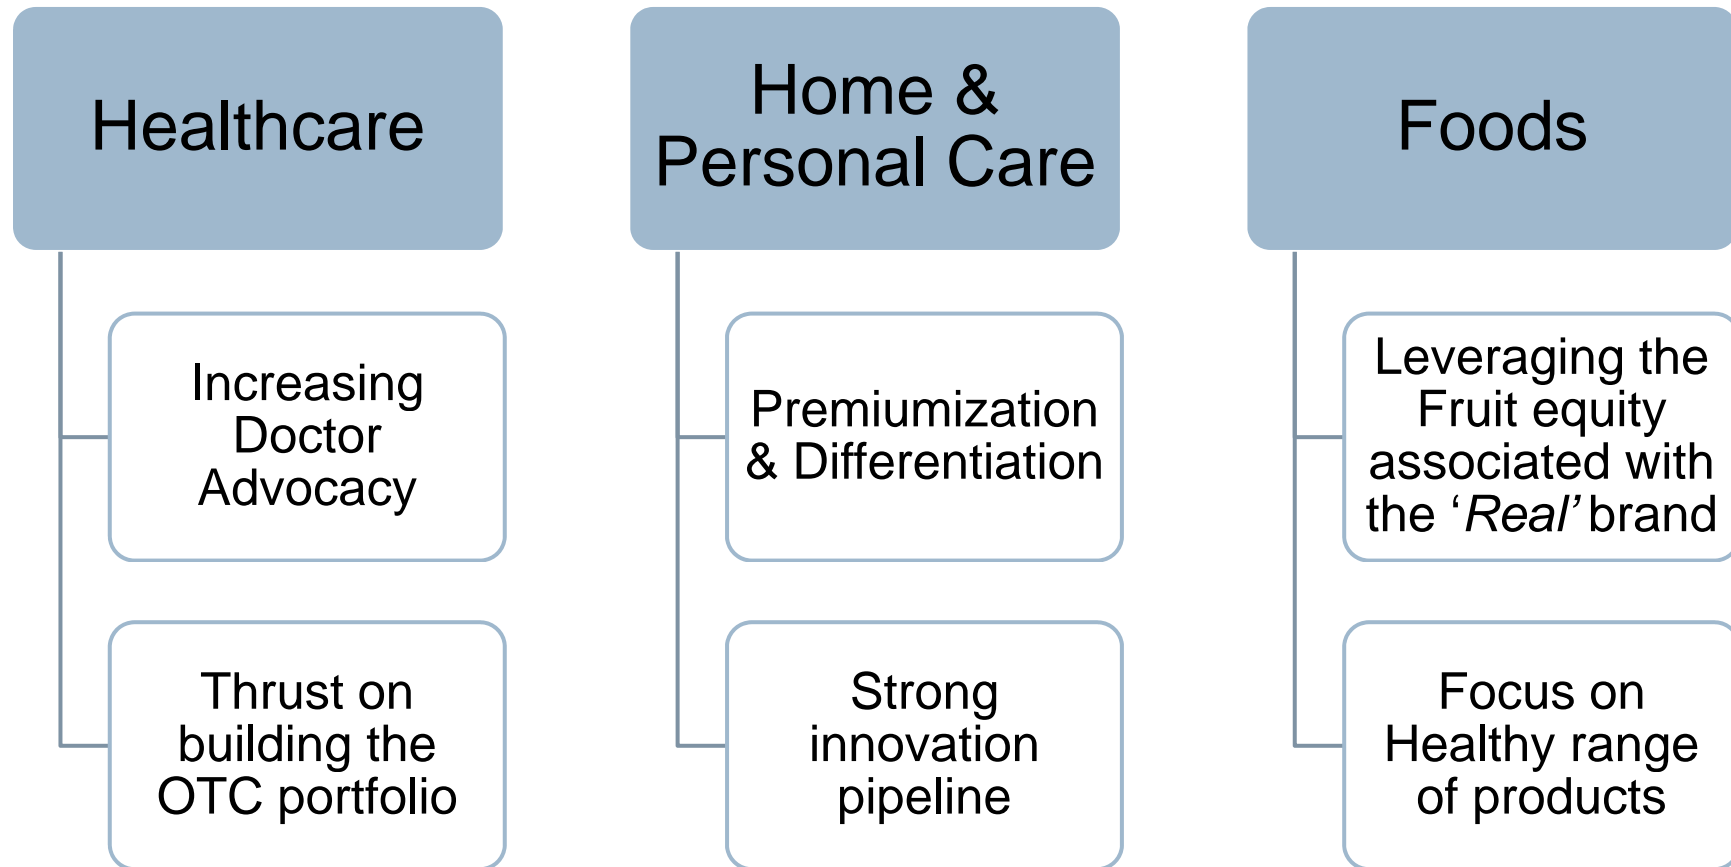 Healthcare
Increasing
Doctor
Advocacy
Thrust on
building the
OTC portfolio
Home &
Personal Care
Premiumization
& Differentiation
Strong
innovation
pipeline
Foods
Leveraging the
Fruit equity
associated with
the ‘Real’ brand
Focus on
Healthy range
of products